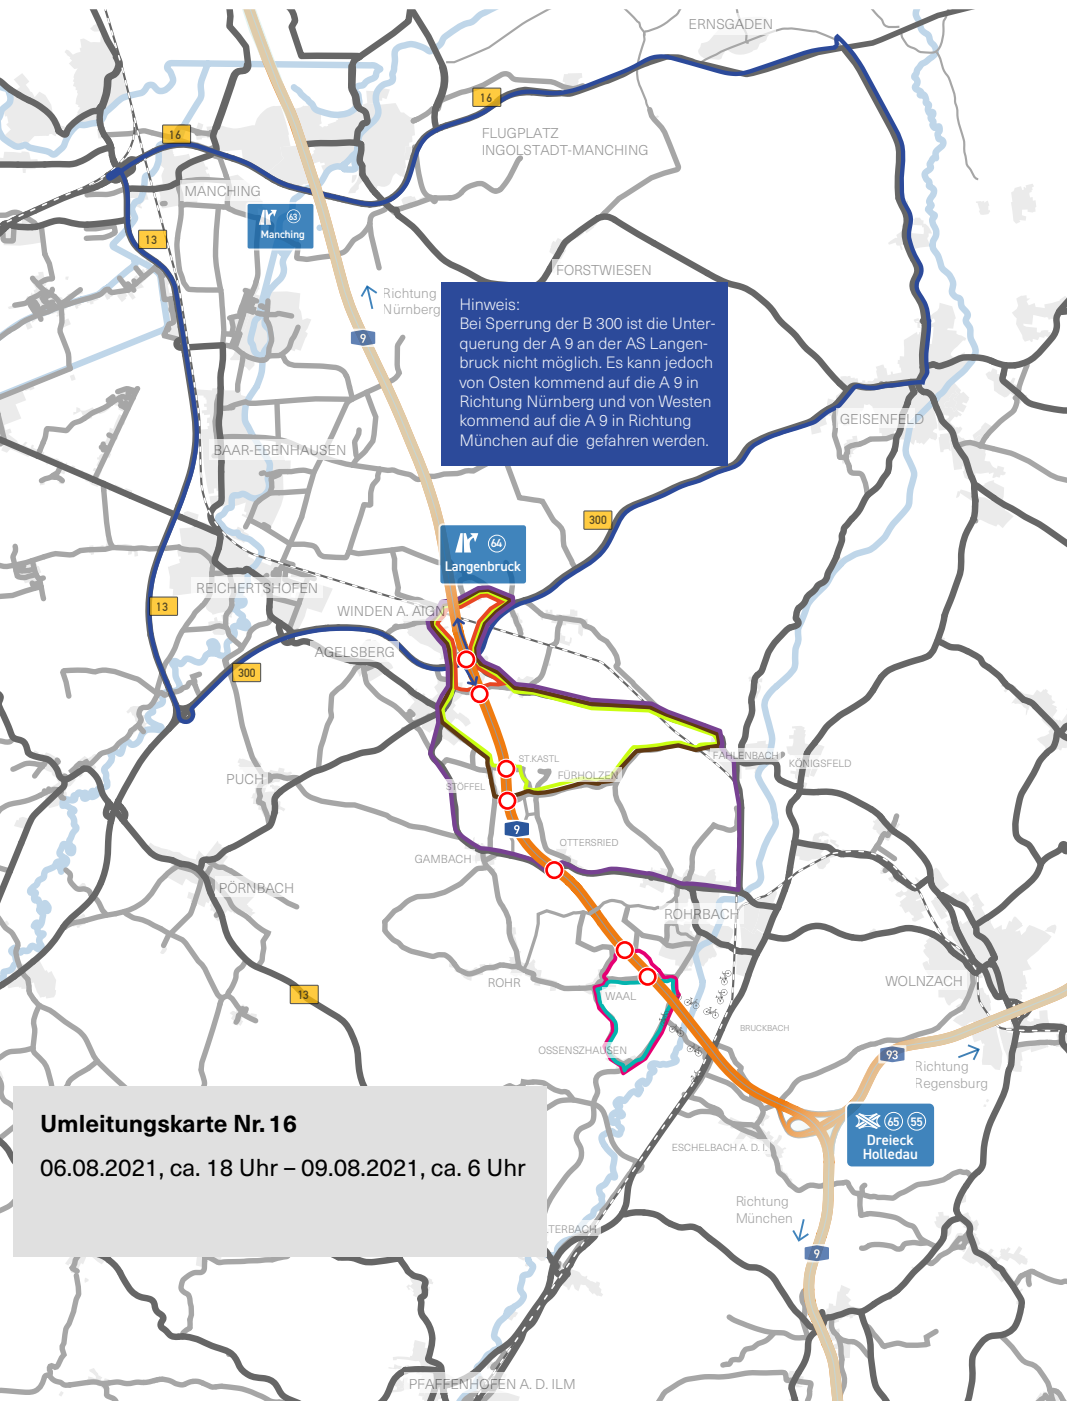 ERNSGADEN
16
16
FLUGPLATZ
INGOLSTADT-MANCHING
MANCHING
63
Manching
13
FORSTWIESEN
Richtung
Nürnberg
9
Hinweis:
Bei Sperrung der B 300 ist die Unter-
querung der A 9 an der AS Langen-
bruck nicht möglich. Es kann jedoch
von Osten kommend auf die A 9 in
Richtung Nürnberg und von Westen
kommend auf die A 9 in Richtung
München auf die gefahren werden.
GEISENFELD
BAAR-EBENHAUSEN
300
64
Langenbruck
REICHERTSHOFEN
13
WINDEN A. AIGN
AGELSBERG
300
FAHLENBACH
KÖNIGSFELD
ST.KASTL
FÜRHOLZEN
PUCH
STÖFFEL
9
OTTERSRIED
GAMBACH
PÖRNBACH
ROHRBACH
ROHR
WOLNZACH
13
WAAL
BRUCKBACH
OSSENSZHAUSEN
93
Richtung
Regensburg
65 55
Dreieck
Holledau
Umleitungskarte Nr. 16
06.08.2021, ca. 18 Uhr – 09.08.2021, ca. 6 Uhr
ESCHELBACH A. D. I.
Richtung
München
LTERBACH
9
PFAFFENHOFEN A. D. ILM